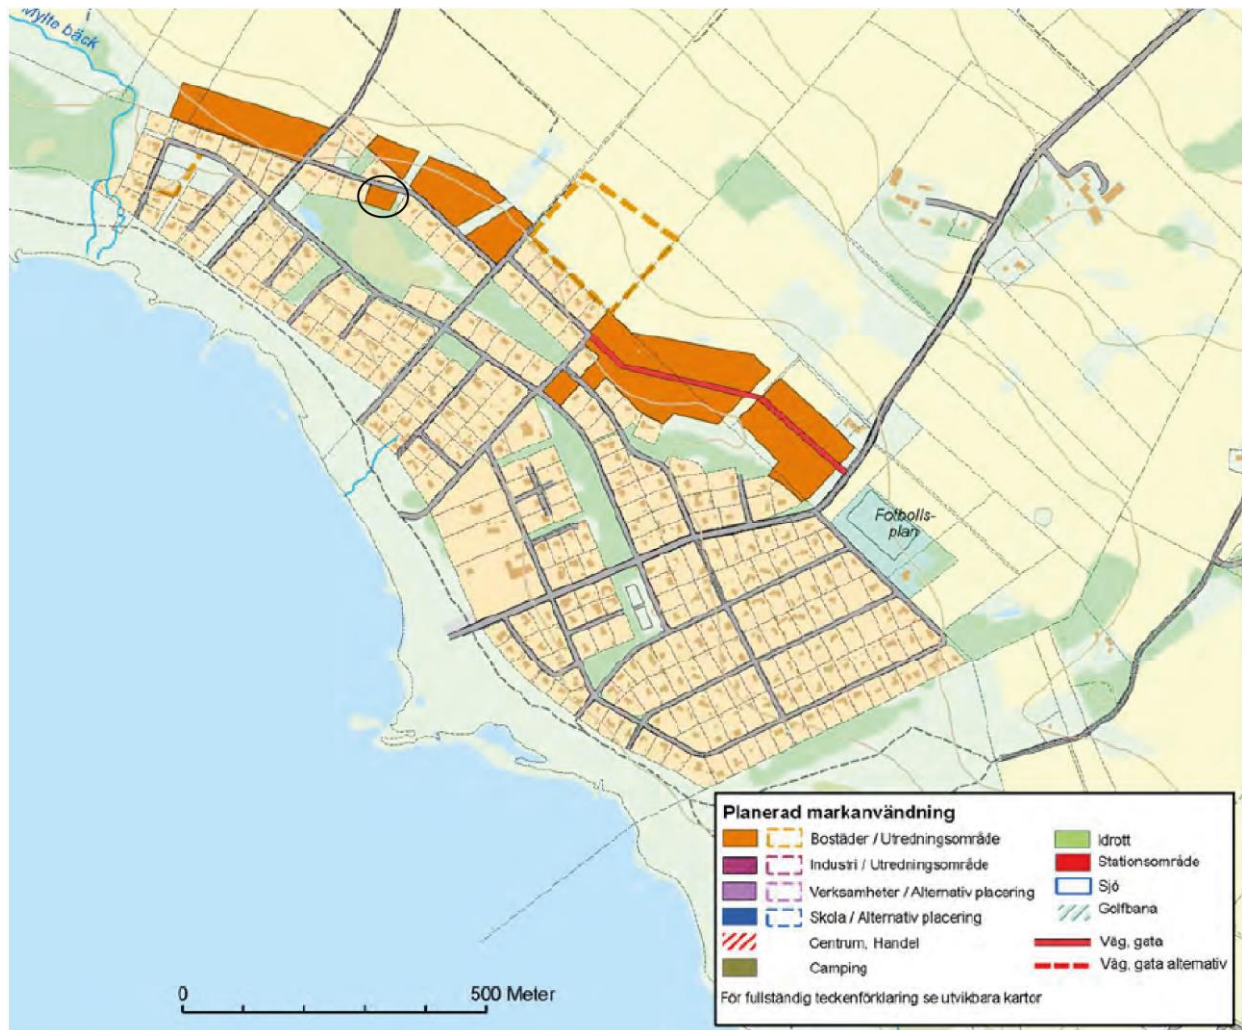 Mylte bäck
Fotbolls-
plan
0 500 Meter
Planerad markanvändning
Bostäder / Utredningsområde
Industri / Utredningsområde
Verksamheter / Alternativ placering
Skola / Alternativ placering
Centrum, Handel
Camping
Idrott
Stationsområde
Sjö
Golfbana
Väg, gata
Väg, gata alternativ
För fullständig teckenförklaring se utvikbara kartor